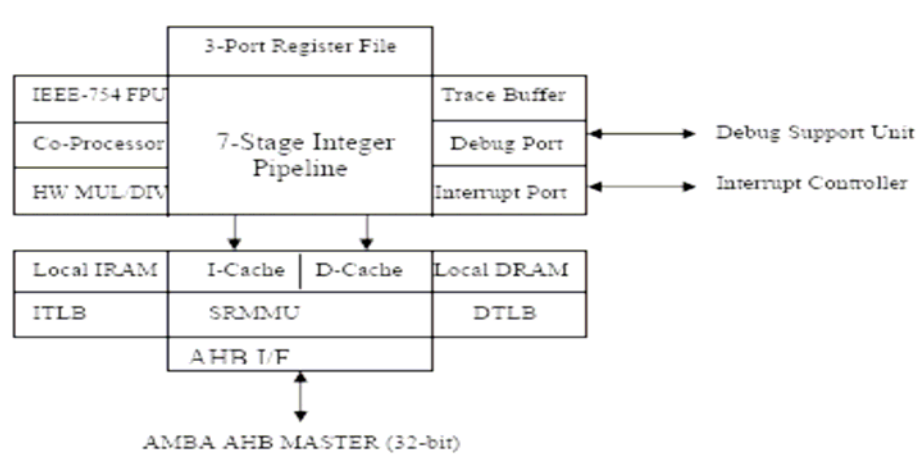 3-Port Register File
IEEE-754 FPU
Trace Buffer
Co-Processor
7-Stage Integer
Pipeline
Debug Port
Debug Support Unit
HW MUL/DIV
Interrupt Port
Interrupt Controller
Local IRAM
I-Cache
D-Cache
Local DRAM
ITLB
SRMMU
DTLB
AHB I/F
AMBA AHB MASTER (32-bit)